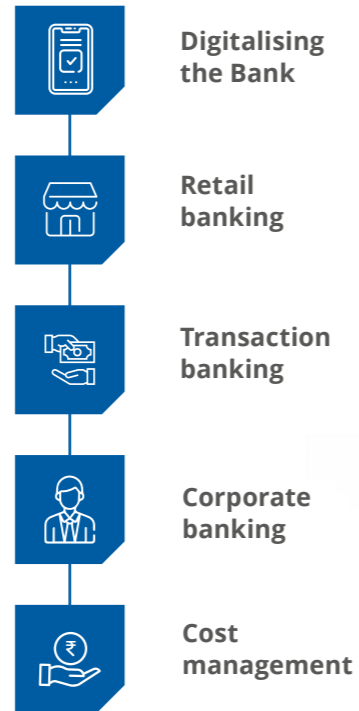 Digitalising
the Bank
Retail
banking
Transaction
banking
Corporate
banking
₹
Cost
management